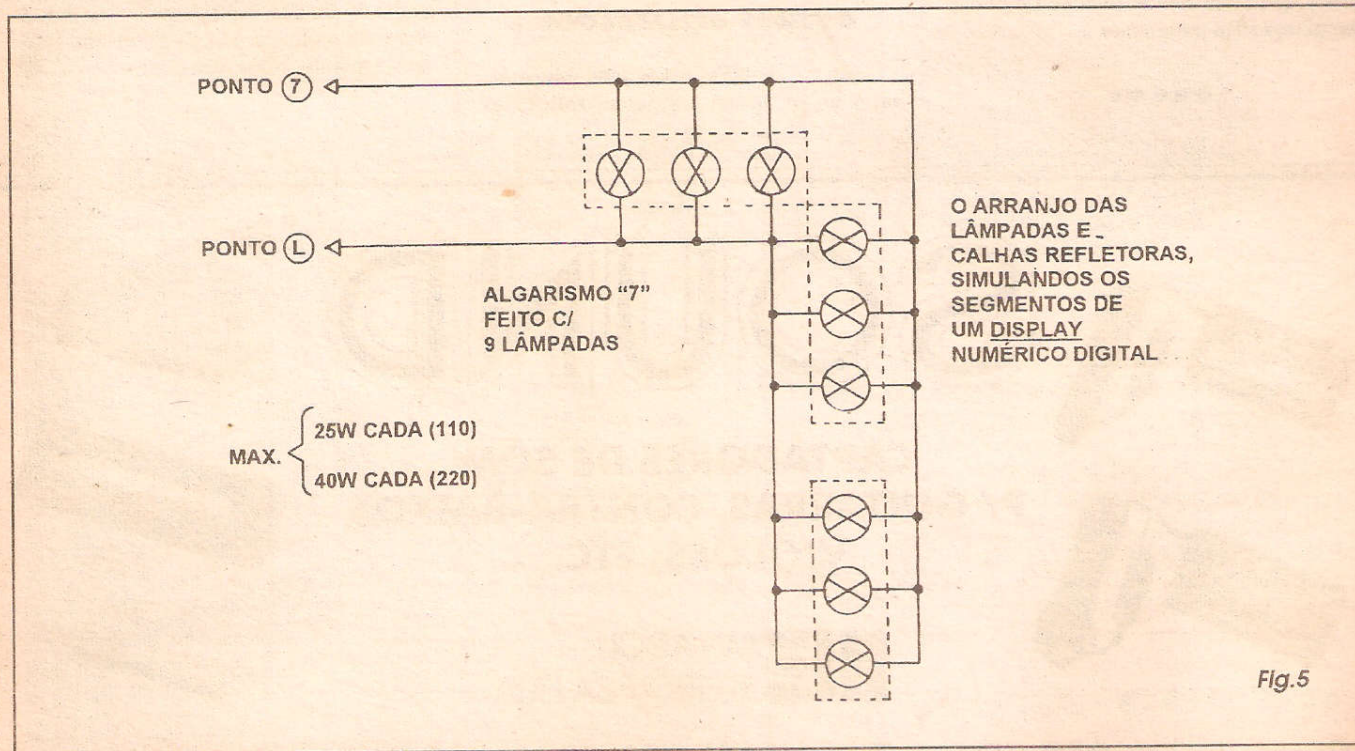 PONTO 7
PONTO L
ALGARISMO "7"
FEITO C/
9 LÂMPADAS
MAX.
25W CADA (110)
40W CADA (220)
O ARRANJO DAS
LÂMPADAS E
CALHAS REFLETORAS,
SIMULANDOS OS
SEGMENTOS DE
UM DISPLAY
NUMÉRICO DIGITAL
Fig.5